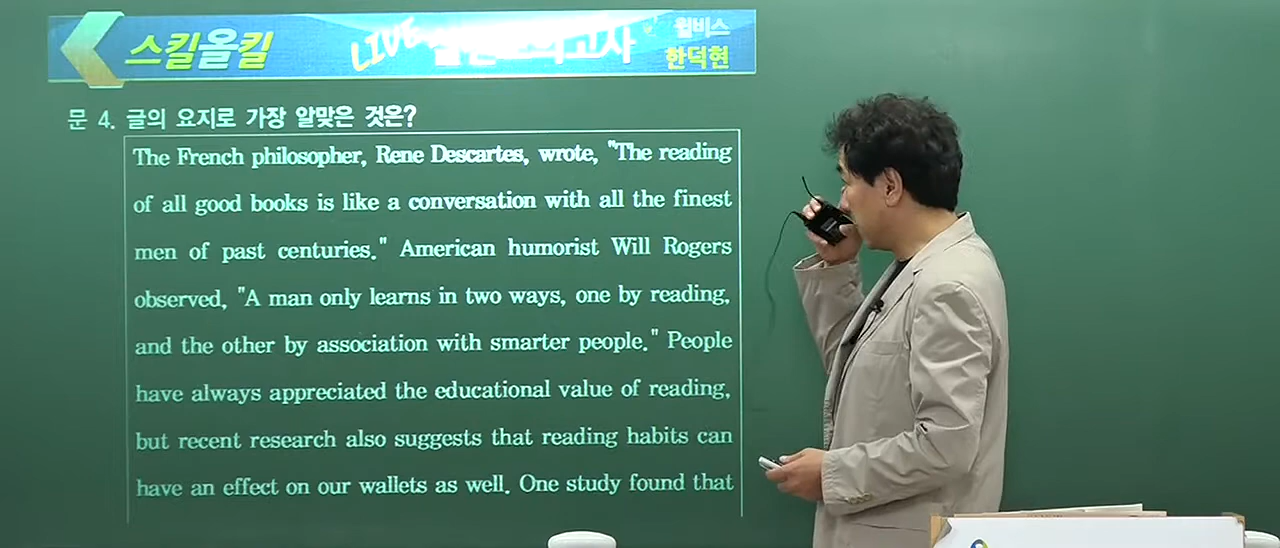 스킬올킬
LIVE
윌비스
한덕현
문 4. 글의 요지로 가장 알맞은 것은?
The French philosopher, Rene Descartes, wrote, "The reading
of all good books is like a conversation with all the finest
men of past centuries." American humorist Will Rogers
observed, "A man only learns in two ways, one by reading,
and the other by association with smarter people." People
have always appreciated the educational value of reading,
but recent research also suggests that reading habits can
have an effect on our wallets as well. One study found that